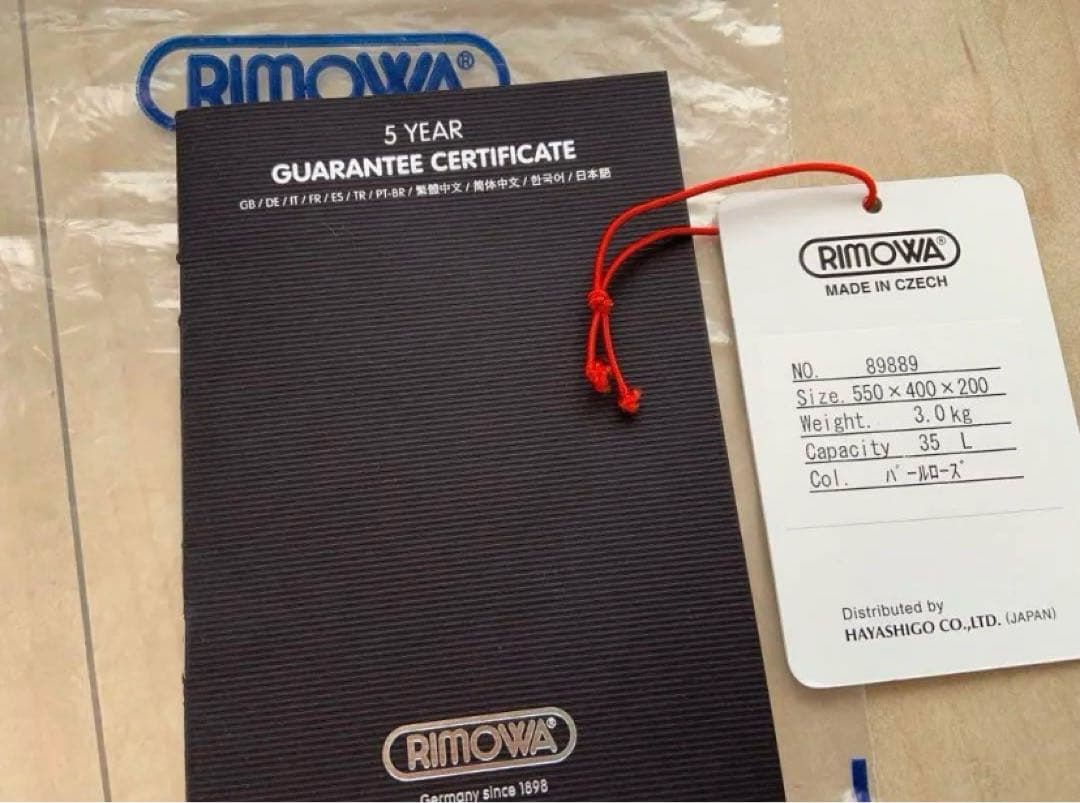 RIMOWA®
5 YEAR
GUARANTEE CERTIFICATE
GB / DE / IT / FR / ES / TR / PT-BR / 繁體中文 / 简体中文 / 한국어 / 日本語
RIMOWA®
Germany since 1898
RIMOWA®
MADE IN CZECH
NO. 89889
Size. 550×400×200
Weight. 3.0kg
Capacity 35 L
Col. パールローズ
Distributed by
HAYASHIGO CO.,LTD. (JAPAN)